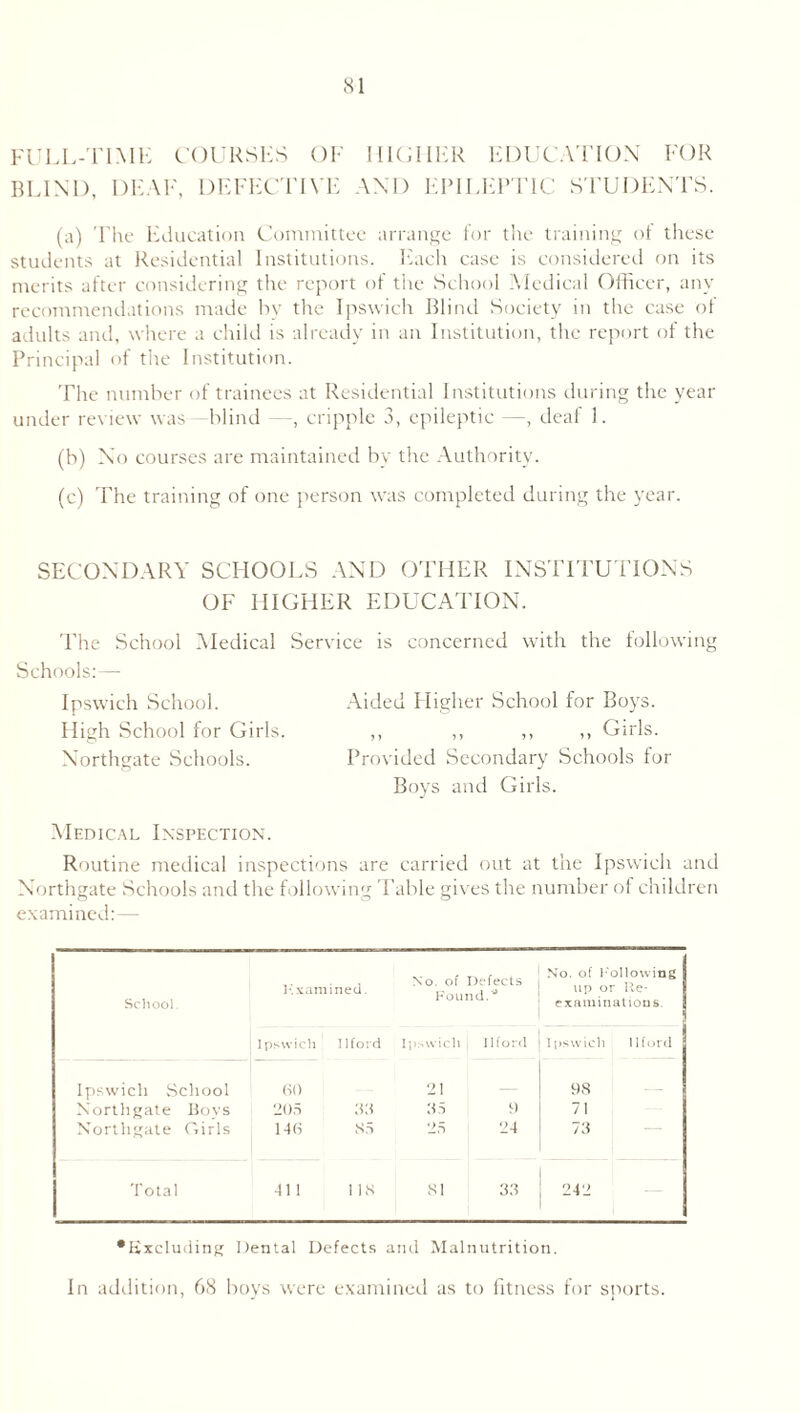 81
FULL-TIME COURSES OF HIGHER EDUCATION FOR
BLIND, DEAF, DEFECTIVE AND EPILEPTIC STUDENTS.
(a) The Education Committee arrange for the training of these
students at Residential Institutions. Each case is considered on its
merits after considering the report of the School Medical Officer, any
recommendations made by the Ipswich Blind Society in the case of
adults and, where a child is already in an Institution, the report of the
Principal of the Institution.
The number of trainees at Residential Institutions during the year
under review was—blind —, cripple 3, epileptic —, deaf 1.
(b) No courses are maintained by the Authority.
(c) The training of one person was completed during the year.
SECONDARY SCHOOLS AND OTHER INSTITUTIONS
OF HIGHER EDUCATION.
The School Medical Service is concerned with the following
Schools:—
Ipswich School. Aided Higher School for Boys.
High School for Girls. ,, ,, ,, ,, Girls.
Northgate Schools. Provided Secondary Schools for
Boys and Girls.
Medical Inspection.
Routine medical inspections are carried out at the Ipswich and
Northgate Schools and the following Table gives the number of children
examined:—
School. Examined. No. of Defects Found.* No. of Following up or Re-examinations.
Ipswich Ilford Ipswich Ilford Ipswich Ilford
Ipswich School 60 21 — 98 —
Northgate Boys 205 33 35 9 71
Northgate Girls 146 85 25 24 73 —
Total 411 118 81 33 242 —
*Excluding Dental Defects and Malnutrition.
In addition, 68 boys were examined as to fitness for sports.